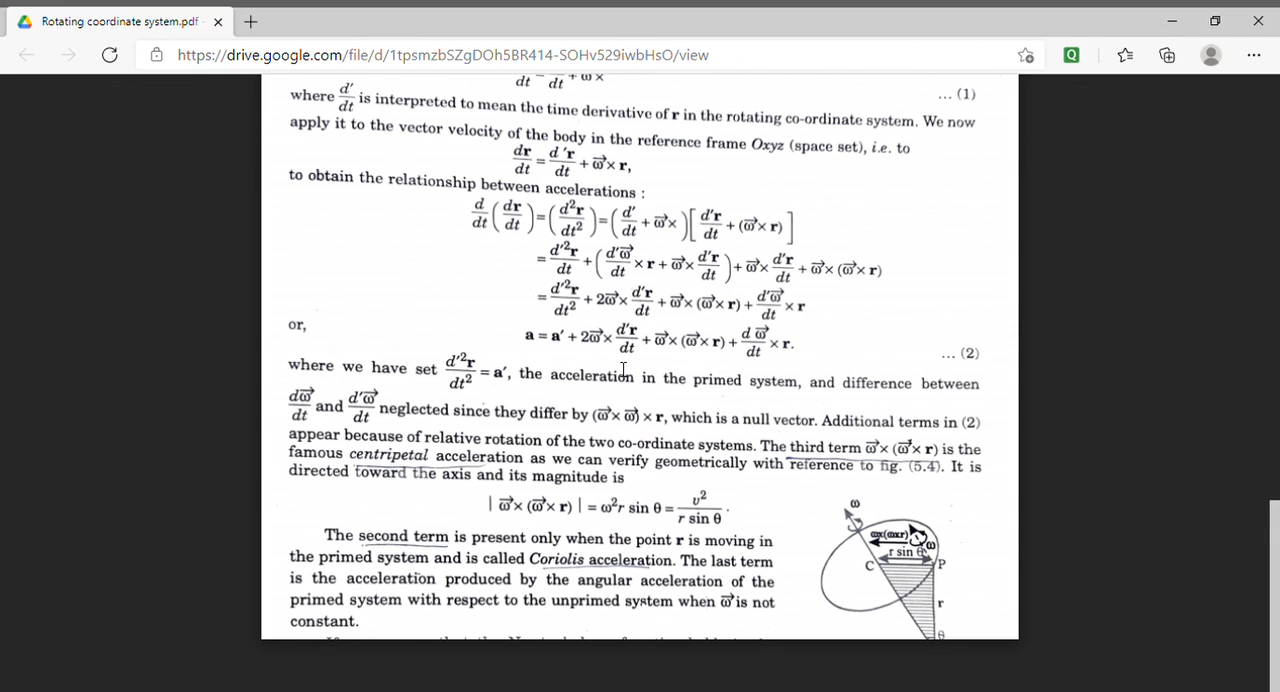 Rotating coordinate system.pdf -
https://drive.google.com/file/d/1tpsmzbSZgDOh5BR414-SOHv529iwbHsO/view
dt = dt + ω × ... (1)
where d'/dt is interpreted to mean the time derivative of r in the rotating co-ordinate system. We now
apply it to the vector velocity of the body in the reference frame Oxyz (space set), i.e. to
dr/dt = d'r/dt + ω⃗ × r,
to obtain the relationship between accelerations :
d/dt (dr/dt) = (d²r/dt²) = (d'/dt + ω⃗×) [d'r/dt + (ω⃗× r)]
= d'²r/dt + (d'ω⃗/dt × r + ω⃗× d'r/dt) + ω⃗× d'r/dt + ω⃗× (ω⃗× r)
= d'²r/dt² + 2ω⃗× d'r/dt + ω⃗× (ω⃗× r) + d'ω⃗/dt × r
or,
a = a' + 2ω⃗× d'r/dt + ω⃗× (ω⃗× r) + d ω⃗/dt × r. ... (2)
where we have set d'²r/dt² = a', the acceleration in the primed system, and difference between
dω⃗/dt and d'ω⃗/dt neglected since they differ by (ω⃗× ω⃗) × r, which is a null vector. Additional terms in (2)
appear because of relative rotation of the two co-ordinate systems. The third term ω⃗× (ω⃗× r) is the
famous centripetal acceleration as we can verify geometrically with reference to fig. (5.4). It is
directed toward the axis and its magnitude is
| ω⃗× (ω⃗× r) | = ω²r sin θ = υ²/r sin θ .
The second term is present only when the point r is moving in
the primed system and is called Coriolis acceleration. The last term
is the acceleration produced by the angular acceleration of the
primed system with respect to the unprimed system when ω⃗ is not
constant.
ω
ωx(ωxr)
ω
r sin θ
C
P
r
θ